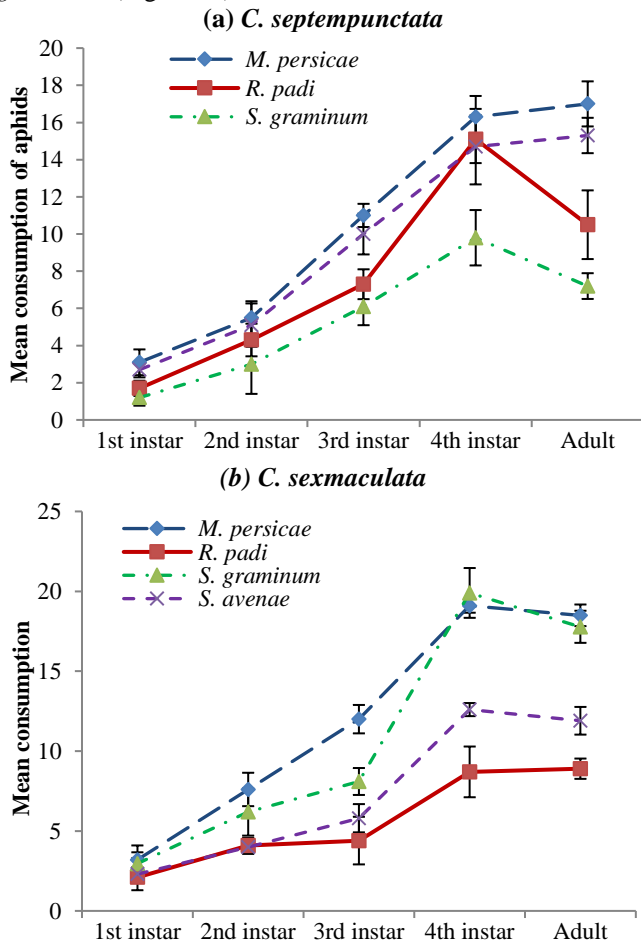 (a) C. septempunctata
20
18
16
14
12
10
8
6
4
2
0
Mean consumption of aphids
M. persicae
R. padi
S. graminum
1st instar 2nd instar 3rd instar 4th instar Adult
(b) C. sexmaculata
25
20
15
10
5
0
Mean consumption
M. persicae
R. padi
S. graminum
S. avenae
1st instar 2nd instar 3rd instar 4th instar Adult